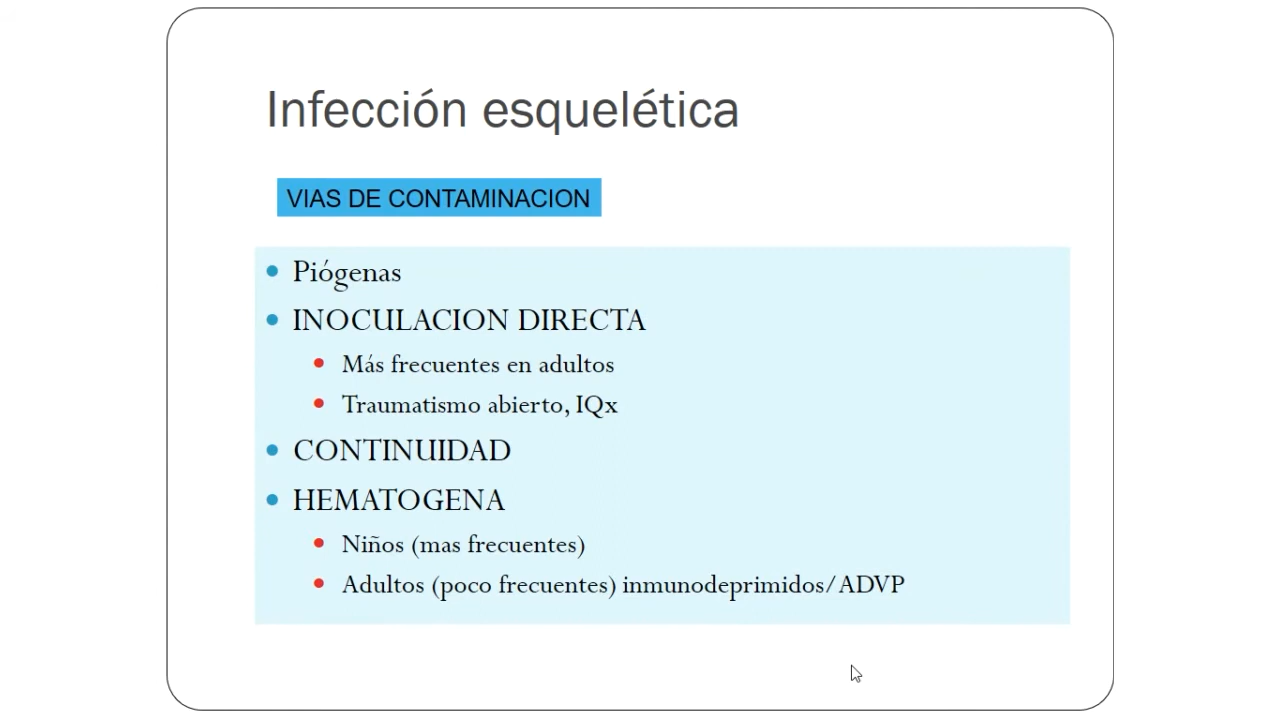 Infección esquelética
VIAS DE CONTAMINACION
Piógenas
INOCULACION DIRECTA
Más frecuentes en adultos
Traumatismo abierto, IQx
CONTINUIDAD
HEMATOGENA
Niños (mas frecuentes)
Adultos (poco frecuentes) inmunodeprimidos/ADVP